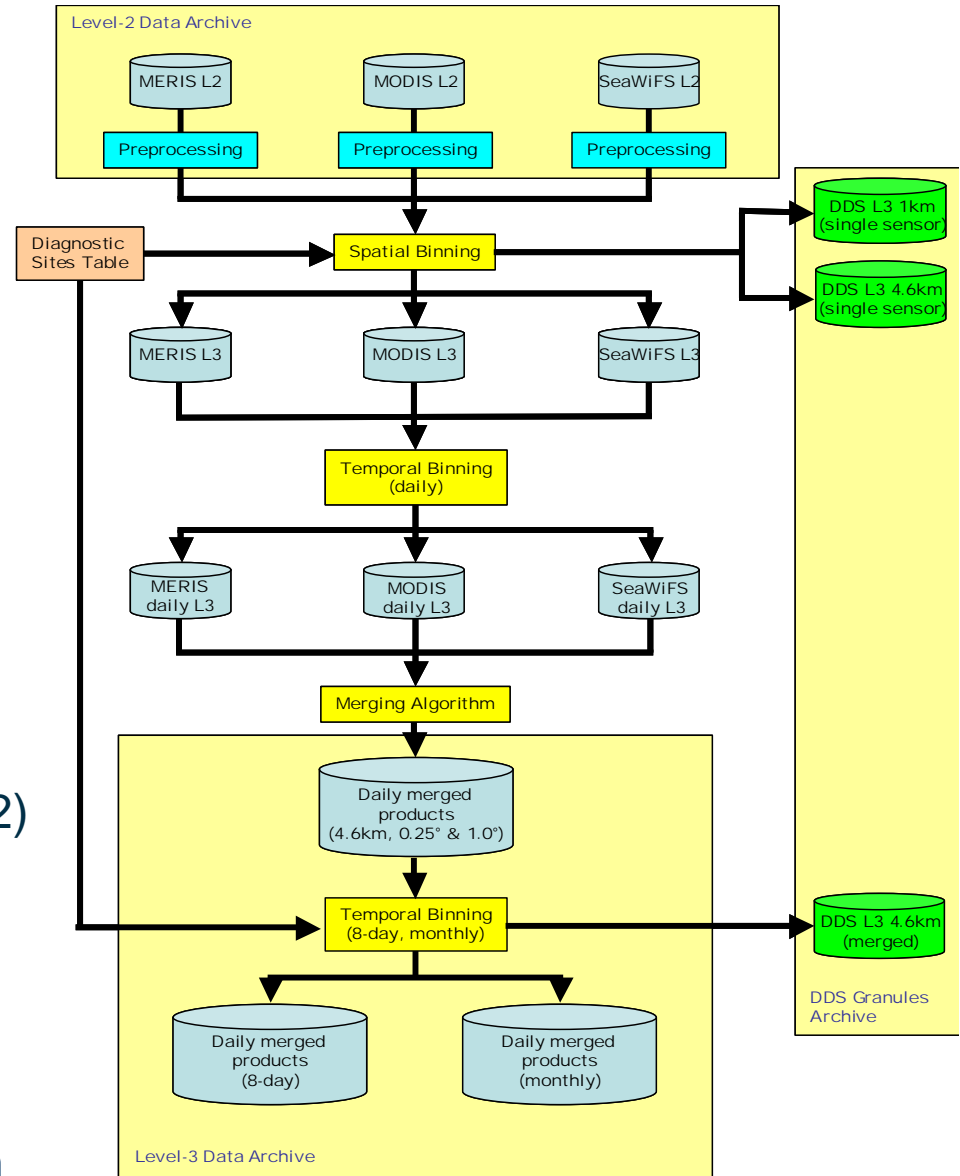 Level-2 Data Archive
MERIS L2
MODIS L2
SeaWiFS L2
Preprocessing
Preprocessing
Preprocessing
DDS L3 1km
(single sensor)
Diagnostic
Sites Table
Spatial Binning
DDS L3 4.6km
(single sensor)
MERIS L3
MODIS L3
SeaWiFS L3
Temporal Binning
(daily)
MERIS
daily L3
MODIS
daily L3
SeaWiFS
daily L3
Merging Algorithm
2)
Daily merged
products
(4.6km, 0.25° & 1.0°)
Temporal Binning
(8-day, monthly)
DDS L3 4.6km
(merged)
DDS Granules
Archive
Daily merged
products
(8-day)
Daily merged
products
(monthly)
Level-3 Data Archive